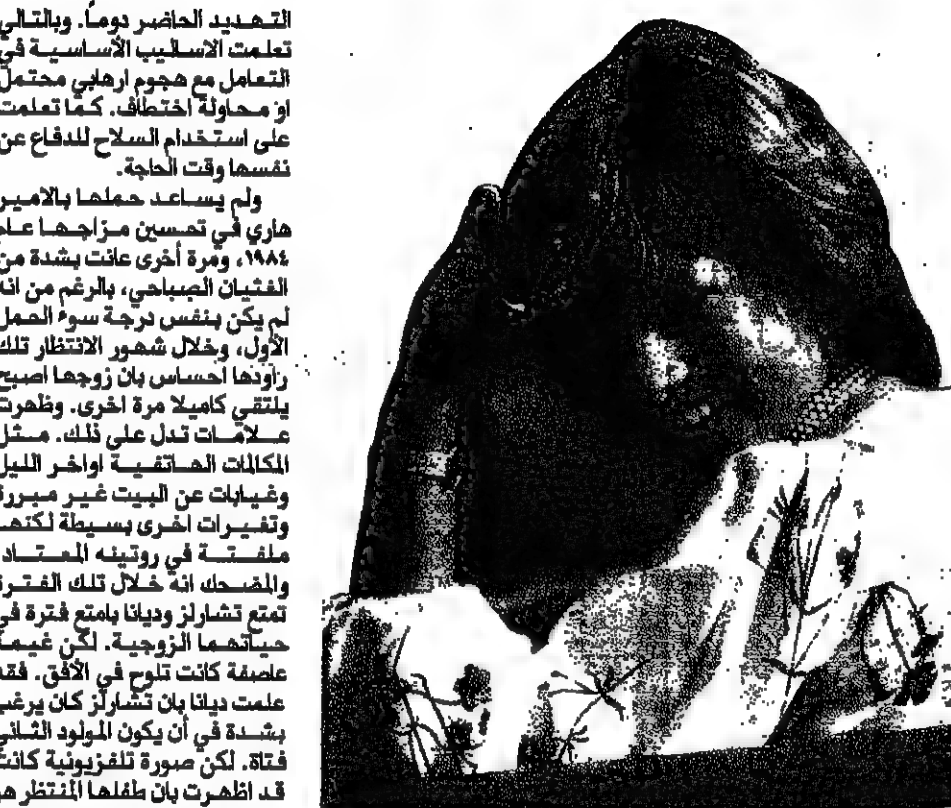 التهديد الحاضر دوماً. وبالتالي
تعلمت الاساليب الأساسية في
التعامل مع هجوم ارهابي محتمل
او محاولة اختطاف. كما تعلمت
على استخدام السلاح للدفاع عن
نفسها وقت الحاجة.
ولم يساعد حملها بالامير
هاري في تحسين مزاجها عام
١٩٨٤، ومرة أخرى عانت بشدة من
الغثيان الصباحي، بالرغم من انه
لم يكن بنفس درجة سوء الحمل
الأول، وخلال شهور الانتظار تلك
راودها احساس بان زوجها اصبح
يلتقي كاميلا مرة اخرى. وظهرت
علامات تدل على ذلك. مثل
المكالمات الهاتفية اواخر الليل
وغيابات عن البيت غير مبررة
وتغيرات اخرى بسيطة لكنها
ملفتة في روتينه المعتاد
والمضحك انه خلال تلك الفترة
تمتع تشارلز وديانا بامتع فترة في
حياتهما الزوجية. لكن غيمة
عاصفة كانت تلوح في الأفق. فقد
علمت ديانا بان تشارلز كان يرغب
بشدة في أن يكون المولود الثاني
فتاة. لكن صورة تلفزيونية كانت
قد اظهرت بان طفلها المنتظر هو